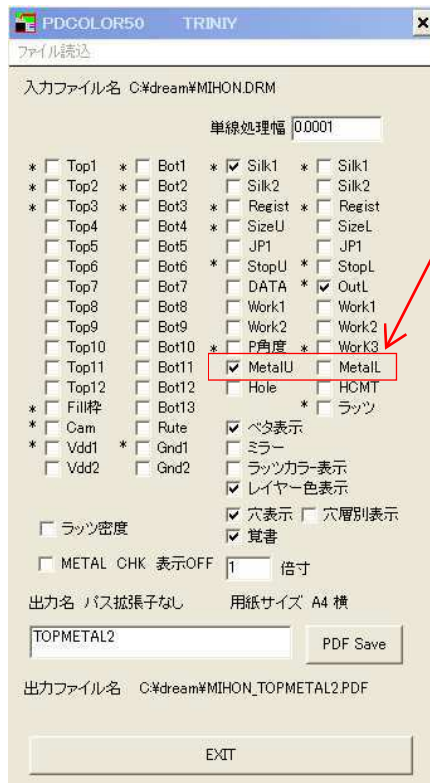 PDCOLOR50 TRINIY
ファイル読込
入力ファイル名 C:¥dream¥MIHON.DRM
単線処理幅 0.0001
* Top1 * Bot1 * Silk1 * Silk1
* Top2 * Bot2 Silk2 Silk2
* Top3 * Bot3 * Regist * Regist
Top4 Bot4 * SizeU SizeL
Top5 Bot5 JP1 JP1
Top6 Bot6 * StopU * StopL
Top7 Bot7 DATA * OutL
Top8 Bot8 Work1 Work1
Top9 Bot9 Work2 Work2
Top10 Bot10 * P角度 * WorK3
Top11 Bot11 MetalU MetalL
Top12 Bot12 Hole HCMT
* Fill枠 Bot13 * ラッツ
* Cam Rute ベタ表示
* Vdd1 * Gnd1 ミラー
Vdd2 Gnd2 ラッツカラー表示
レイヤー色表示
穴表示 穴層別表示
ラッツ密度 覚書
METAL CHK 表示OFF 1 倍寸
出力名 パス拡張子なし 用紙サイズ A4 横
TOPMETAL2 PDF Save
出力ファイル名 C:¥dream¥MIHON_TOPMETAL2.PDF
EXIT